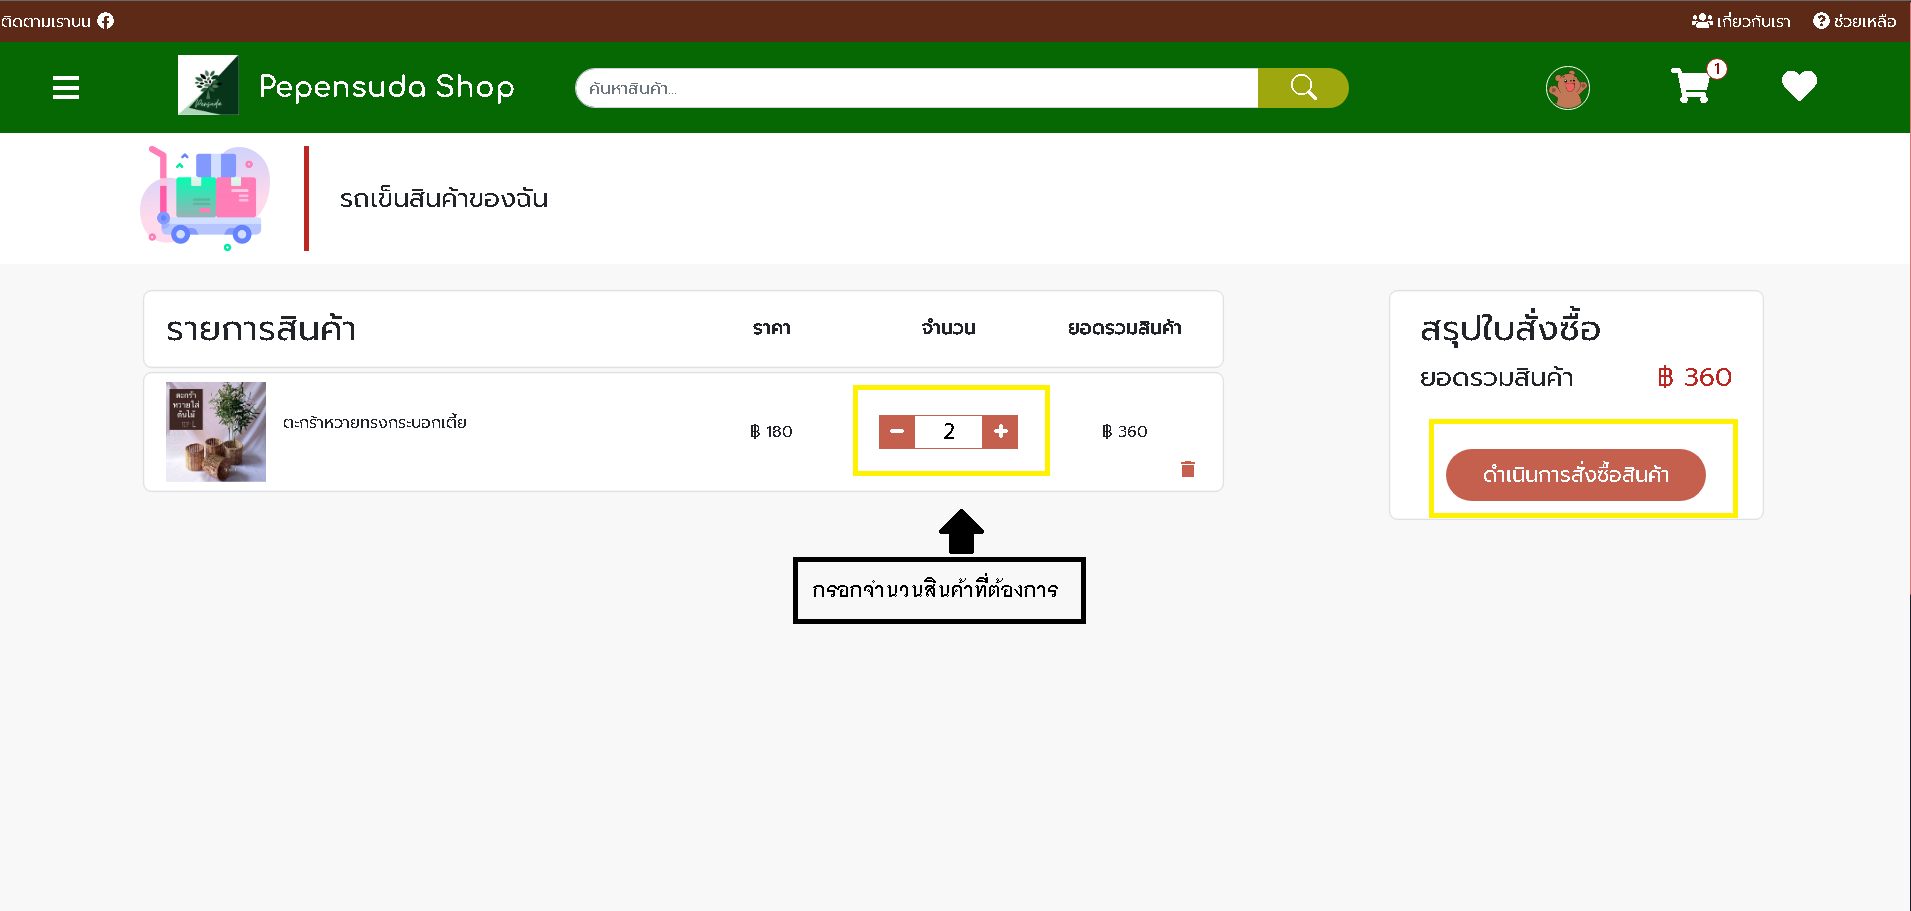 ติดตามเราบน
เกี่ยวกับเรา ช่วยเหลือ
Pensuda
Pepensuda Shop
ค้นหาสินค้า...
1
รถเข็นสินค้าของฉัน
รายการสินค้า ราคา จำนวน ยอดรวมสินค้า
ตะกร้า
หวายใส่
ต้นไม้
ตะกร้าหวายทรงกระบอกเตี้ย
฿ 180 2 ฿ 360
สรุปใบสั่งซื้อ
ยอดรวมสินค้า ฿ 360
ดำเนินการสั่งซื้อสินค้า
กรอกจำนวนสินค้าที่ต้องการ